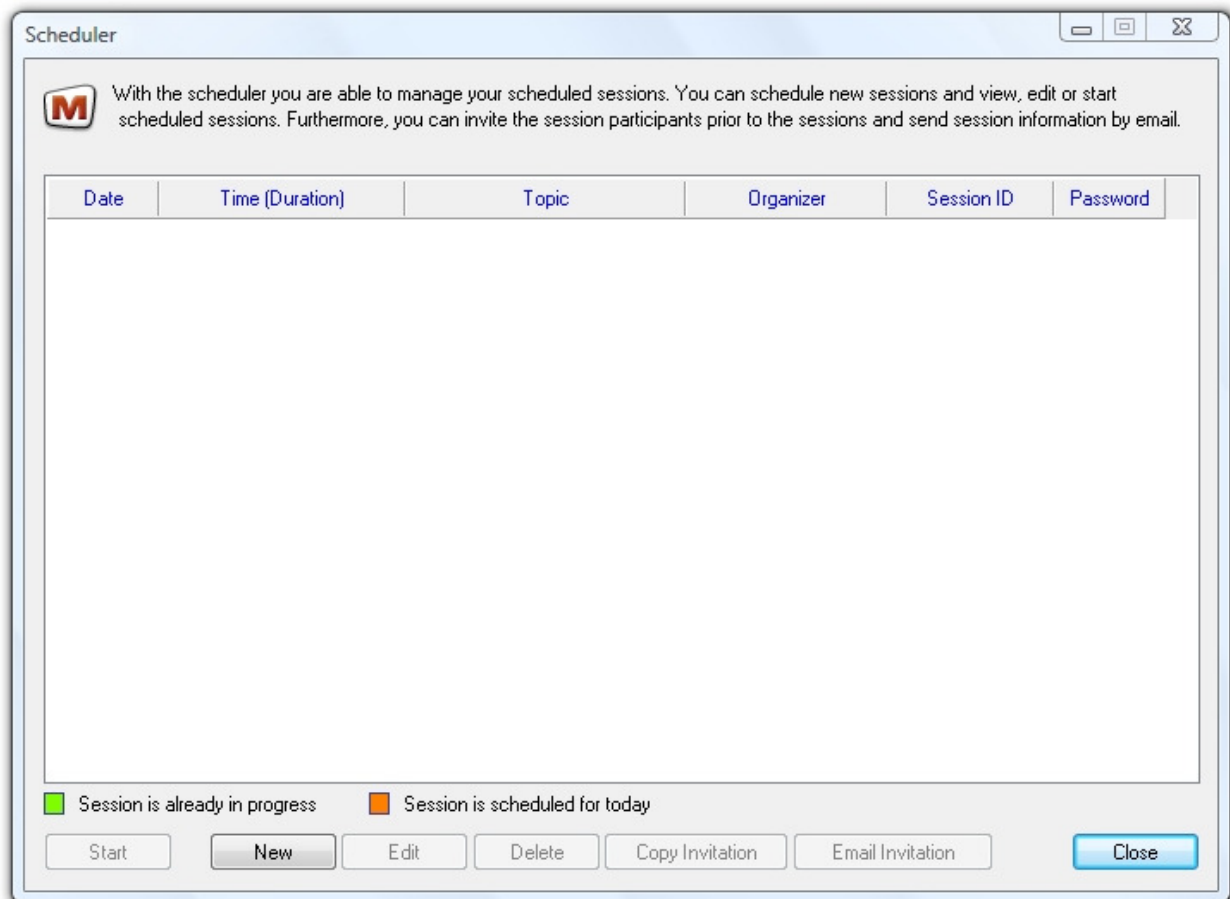 Scheduler
M
With the scheduler you are able to manage your scheduled sessions. You can schedule new sessions and view, edit or start
scheduled sessions. Furthermore, you can invite the session participants prior to the sessions and send session information by email.
Date Time (Duration) Topic Organizer Session ID Password
Session is already in progress Session is scheduled for today
Start New Edit Delete Copy Invitation Email Invitation Close